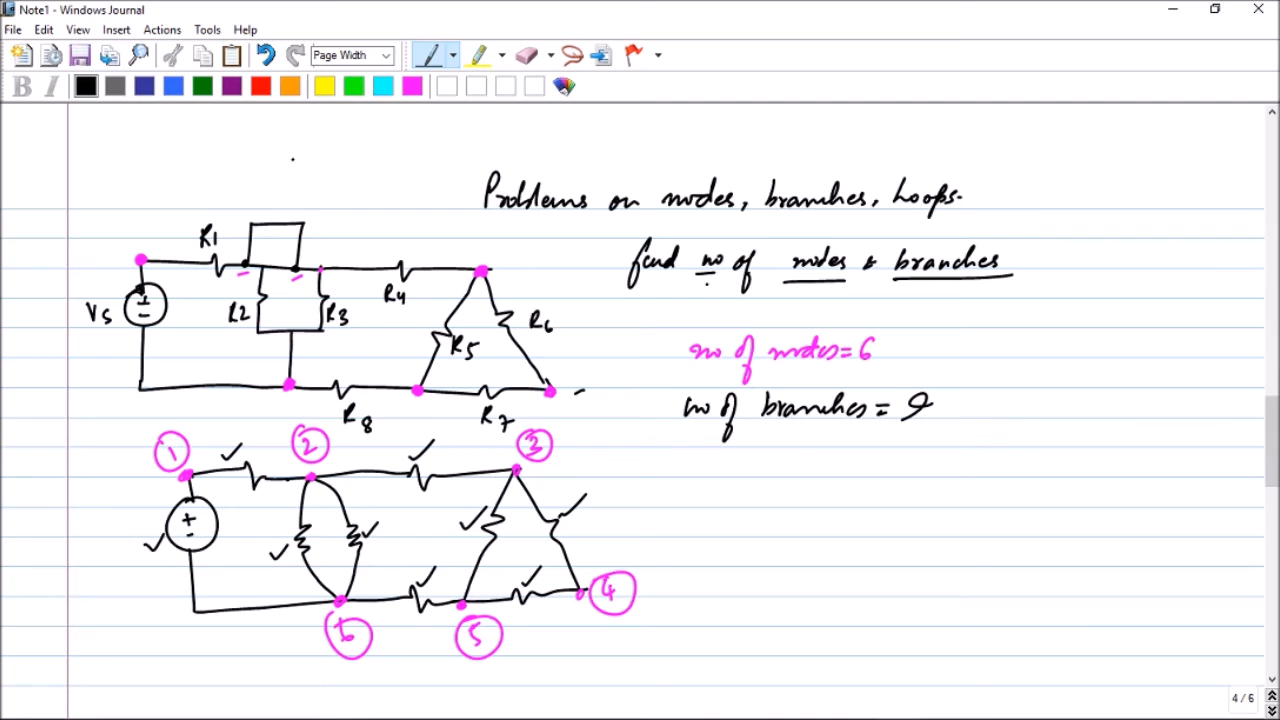 Note1 - Windows Journal
File Edit View Insert Actions Tools Help
Page Width
B I
Problems on nodes, branches, Loops.
find no of nodes & branches
R1
R2
R3
R4
Vs
+
-
R5
R6
R8
R7
no of nodes = 6
no of branches = 9
1
2
3
+
-
4
6
5
4 / 6